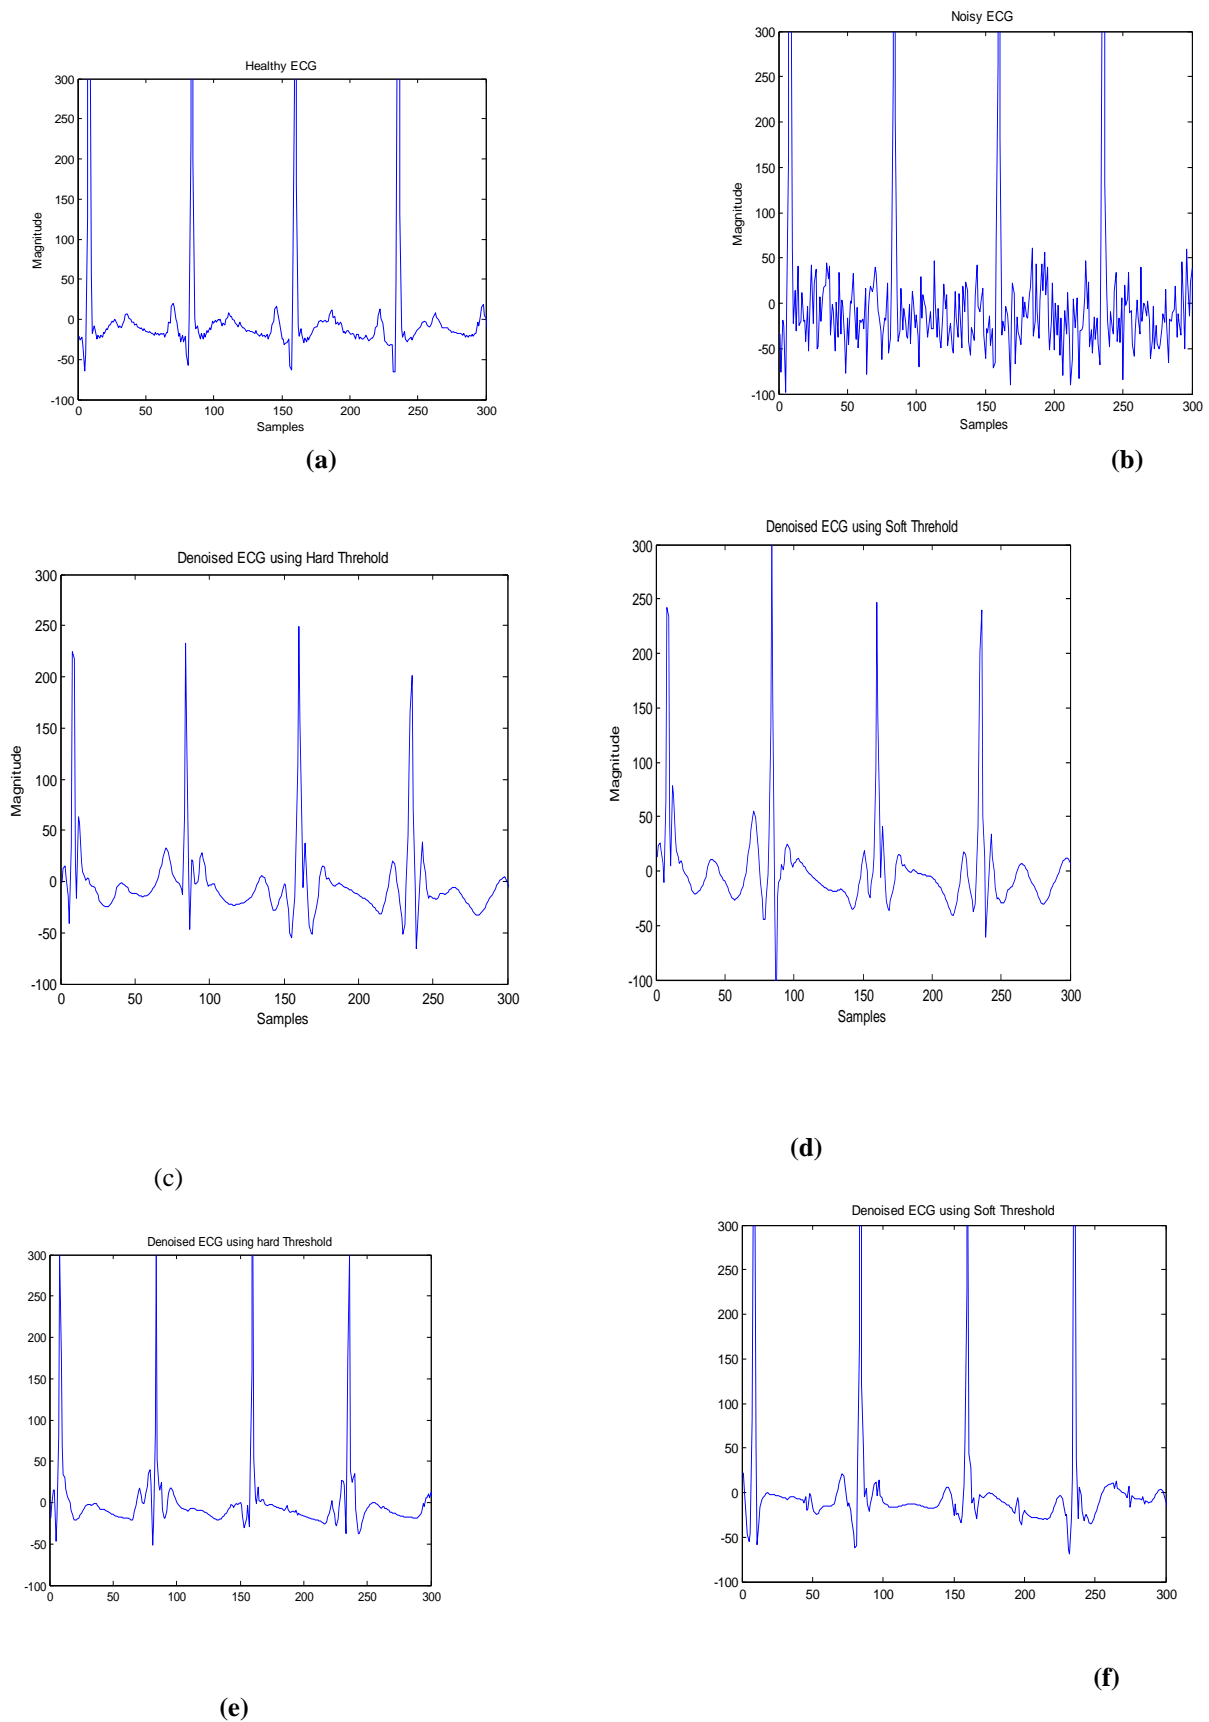 Healthy ECG
300
250
200
150
100
50
0
-50
-100
Magnitude
0 50 100 150 200 250 300
Samples
(a)
Noisy ECG
300
250
200
150
100
50
0
-50
-100
Magnitude
0 50 100 150 200 250 300
Samples
(b)
Denoised ECG using Hard Threhold
300
250
200
150
100
50
0
-50
-100
Magnitude
0 50 100 150 200 250 300
Samples
(c)
Denoised ECG using Soft Threhold
300
250
200
150
100
50
0
-50
-100
Magnitude
0 50 100 150 200 250 300
Samples
(d)
Denoised ECG using hard Threshold
300
250
200
150
100
50
0
-50
-100
0 50 100 150 200 250 300
(e)
Denoised ECG using Soft Threshold
300
250
200
150
100
50
0
-50
-100
0 50 100 150 200 250 300
(f)